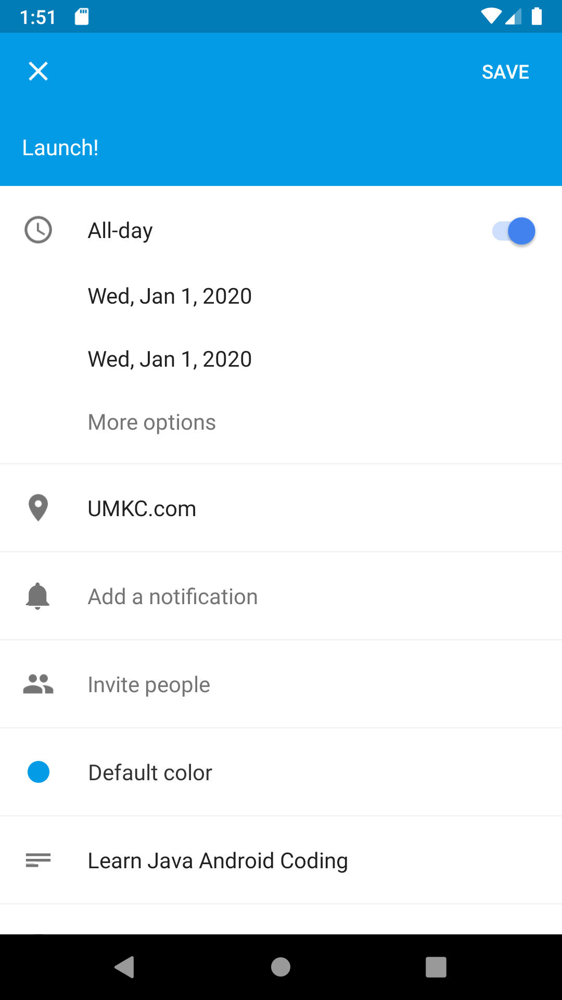 1:51
SAVE
Launch!
All-day
Wed, Jan 1, 2020
Wed, Jan 1, 2020
More options
UMKC.com
Add a notification
Invite people
Default color
Learn Java Android Coding